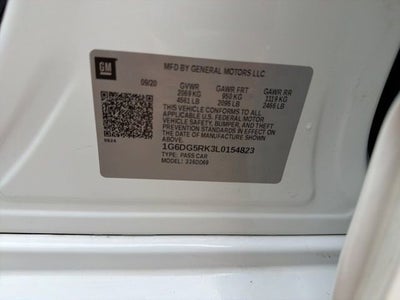 GM
MFD BY GENERAL MOTORS LLC
09/20 GVWR GAWR FRT GAWR RR
2069 KG 950 KG 1119 KG
4561 LB 2095 LB 2466 LB
THIS VEHICLE CONFORMS TO ALL
APPLICABLE U.S. FEDERAL MOTOR
VEHICLE SAFETY, BUMPER, AND THEFT
PREVENTION STANDARDS IN EFFECT
ON THE DATE OF MANUFACTURE
SHOWN ABOVE.
1G6DG5RK3L0154823
TYPE: PASS CAR
MODEL: